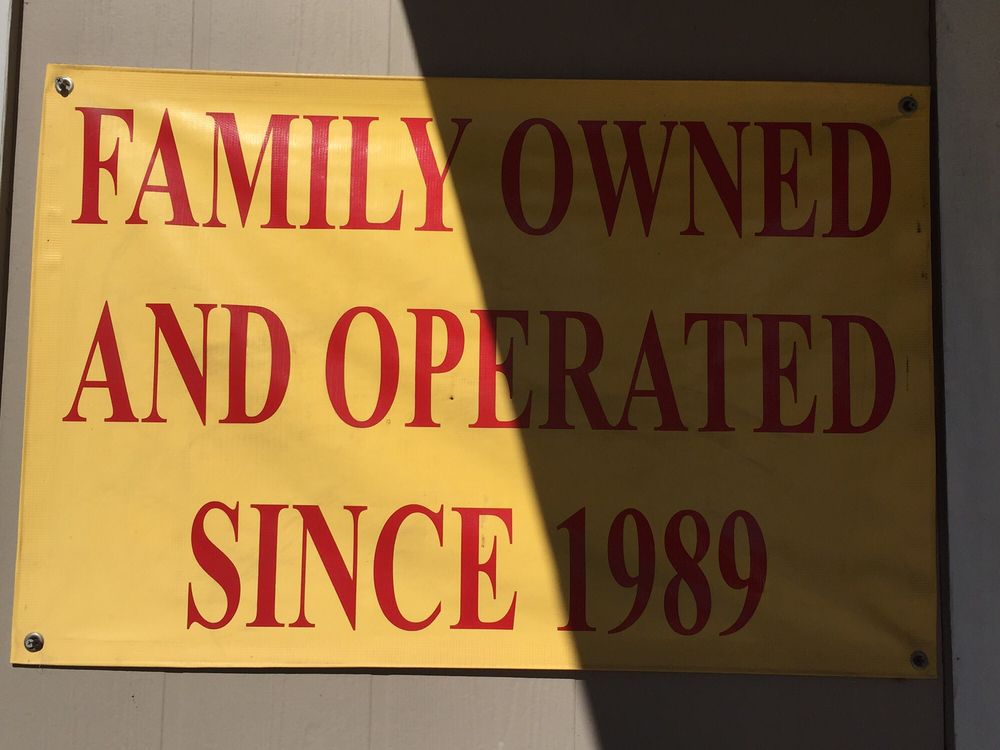 FAMILY OWNED
AND OPERATED
SINCE 1989